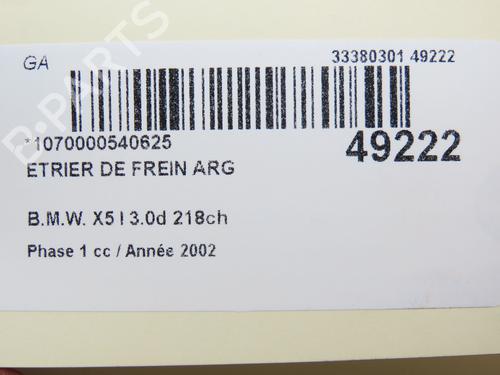 GA 33380301 49222
*1070000540625 49222
ETRIER DE FREIN ARG
B.M.W. X5 I 3.0d 218ch
Phase 1 cc / Année 2002
B-PARTS